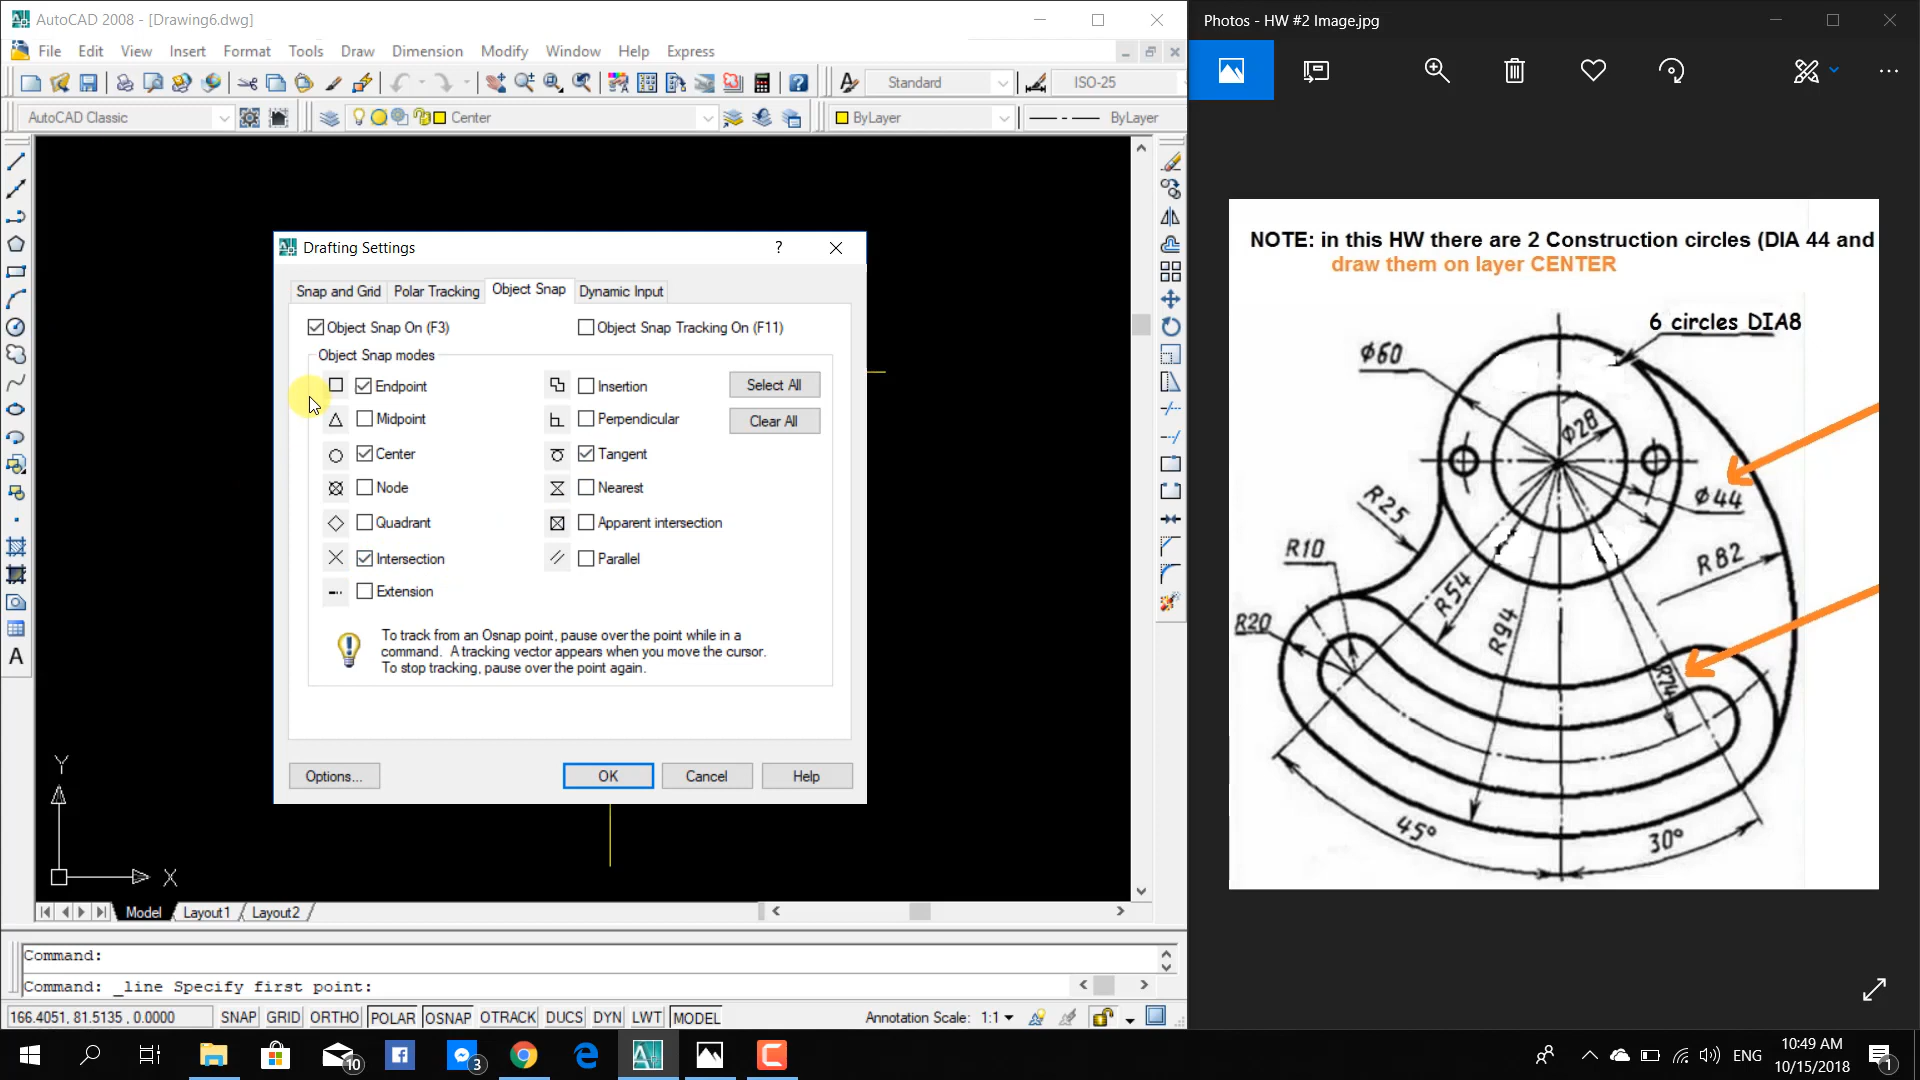 AutoCAD 2008 - [Drawing6.dwg]
File Edit View Insert Format Tools Draw Dimension Modify Window Help Express
Standard ISO-25
AutoCAD Classic Center ByLayer ByLayer
Drafting Settings
?
Snap and Grid Polar Tracking Object Snap Dynamic Input
Object Snap On (F3) Object Snap Tracking On (F11)
Object Snap modes
Endpoint Insertion Select All
Midpoint Perpendicular Clear All
Center Tangent
Node Nearest
Quadrant Apparent intersection
Intersection Parallel
Extension
To track from an Osnap point, pause over the point while in a
command. A tracking vector appears when you move the cursor.
To stop tracking, pause over the point again.
Options... OK Cancel Help
Y
X
Model Layout1 Layout2
Command:
Command: _line Specify first point:
166.4051, 81.5135 , 0.0000 SNAP GRID ORTHO POLAR OSNAP OTRACK DUCS DYN LWT MODEL Annotation Scale: 1:1
Photos - HW #2 Image.jpg
NOTE: in this HW there are 2 Construction circles (DIA 44 and
draw them on layer CENTER
6 circles DIA8
ϕ60
ϕ28
ϕ44
R25
R10
R82
R54
R20
R94
R74
45°
30°
10
3
ENG
10:49 AM
10/15/2018
1